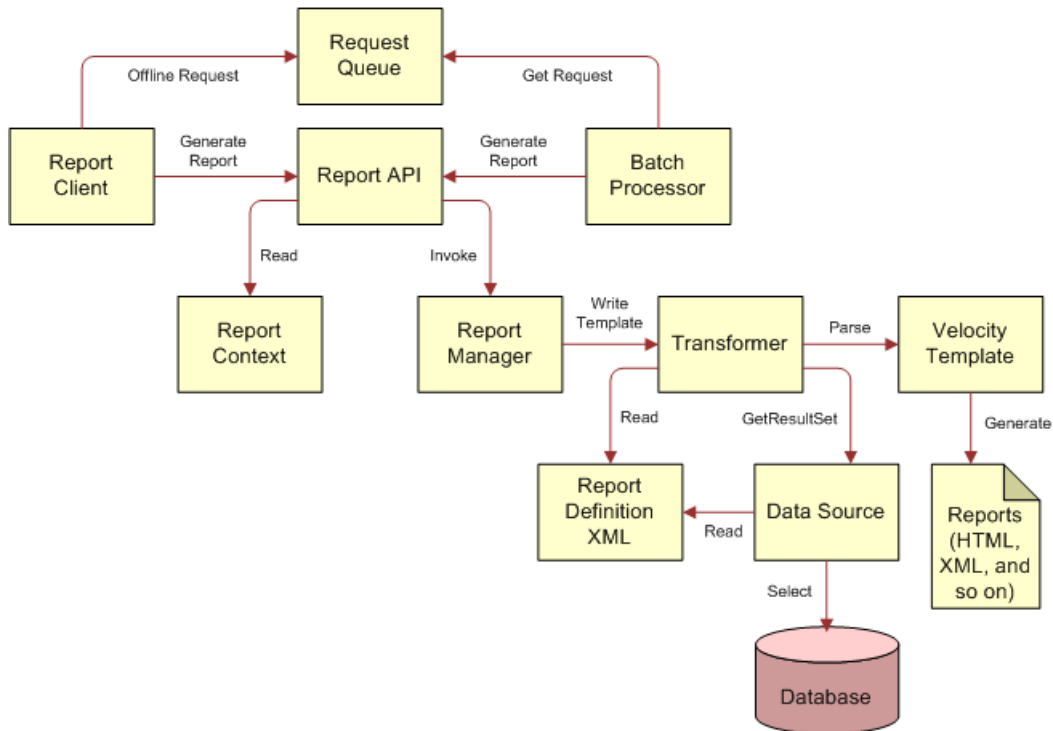 Request
Queue
Offline Request
Get Request
Report
Client
Generate
Report
Report API
Generate
Report
Batch
Processor
Read
Invoke
Report
Context
Report
Manager
Write
Template
Transformer
Parse
Velocity
Template
Read
GetResultSet
Generate
Report
Definition
XML
Read
Data Source
Reports
(HTML,
XML, and
so on)
Select
Database